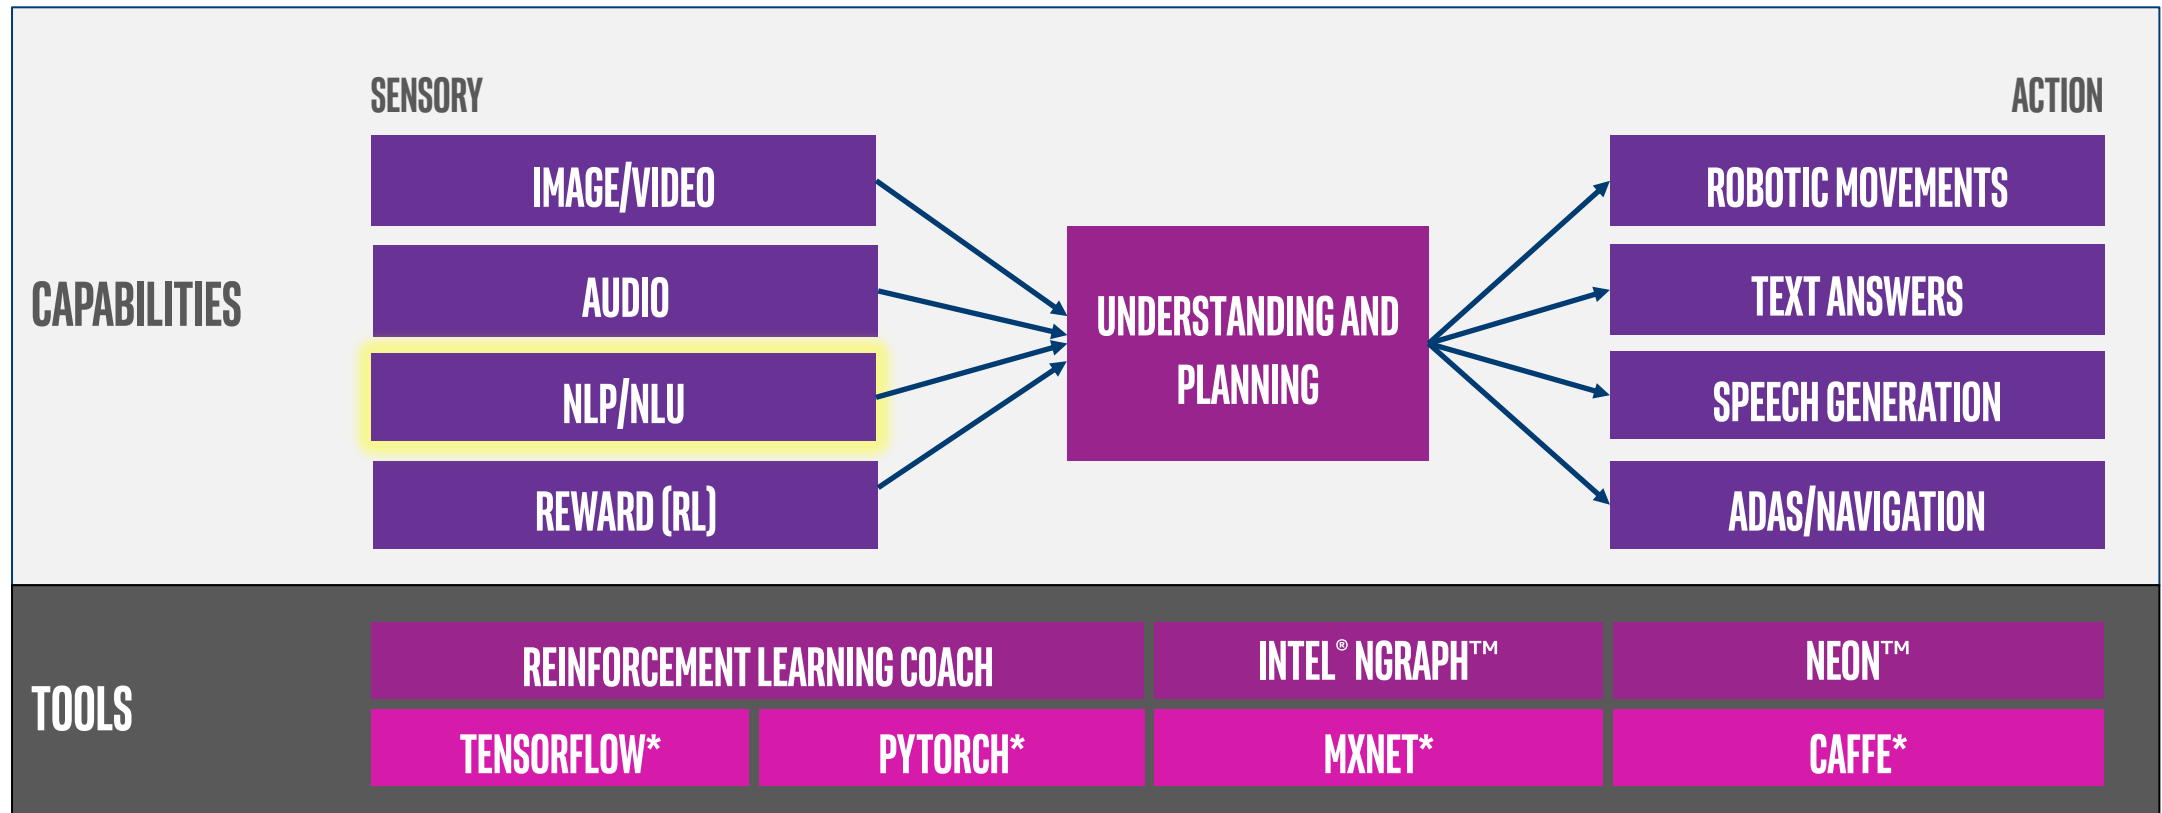 SENSORY
ACTION
IMAGE/VIDEO
ROBOTIC MOVEMENTS
AUDIO
TEXT ANSWERS
CAPABILITIES
UNDERSTANDING AND
PLANNING
NLP/NLU
SPEECH GENERATION
REWARD (RL)
ADAS/NAVIGATION
TOOLS
REINFORCEMENT LEARNING COACH
INTEL® NGRAPH™
NEON™
TENSORFLOW*
PYTORCH*
MXNET*
CAFFE*